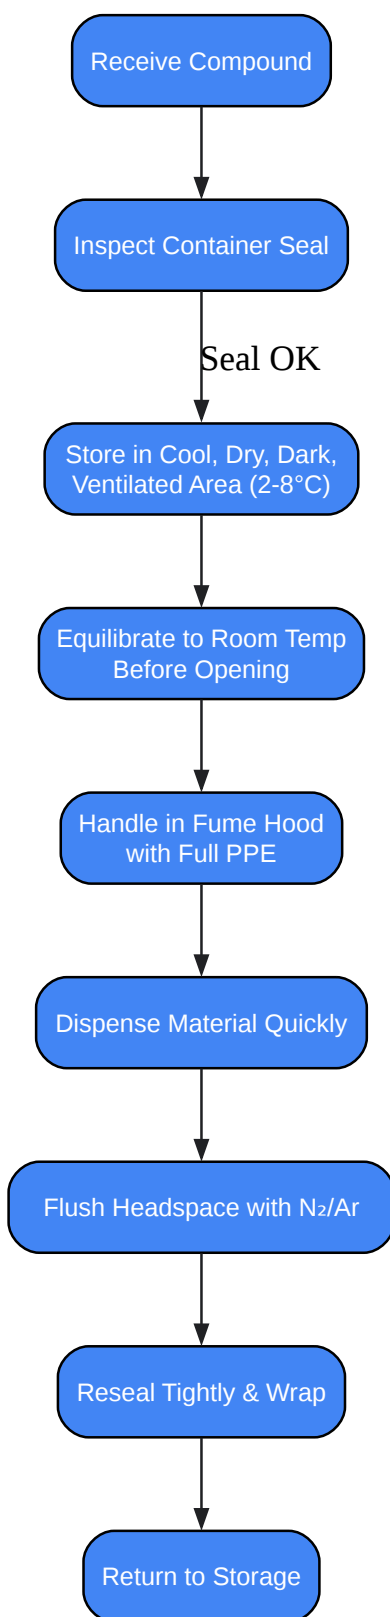 Receive Compound
Inspect Container Seal
Seal OK
Store in Cool, Dry, Dark,
Ventilated Area (2-8°C)
Equilibrate to Room Temp
Before Opening
Handle in Fume Hood
with Full PPE
Dispense Material Quickly
Flush Headspace with N₂/Ar
Reseal Tightly & Wrap
Return to Storage